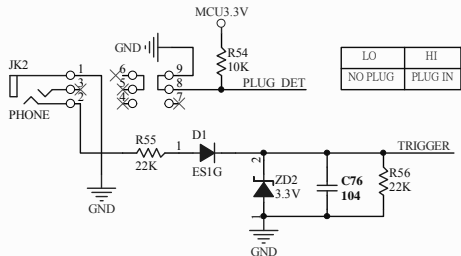 MCU3.3V
GND
R54
10K
LO HI
NO PLUG PLUG IN
JK2
1
3
2
6
5
4
9
8
7
PLUG DET
PHONE
R55
22K
1
D1
ES1G
2
TRIGGER
ZD2
3.3V
C76
104
R56
22K
GND
GND